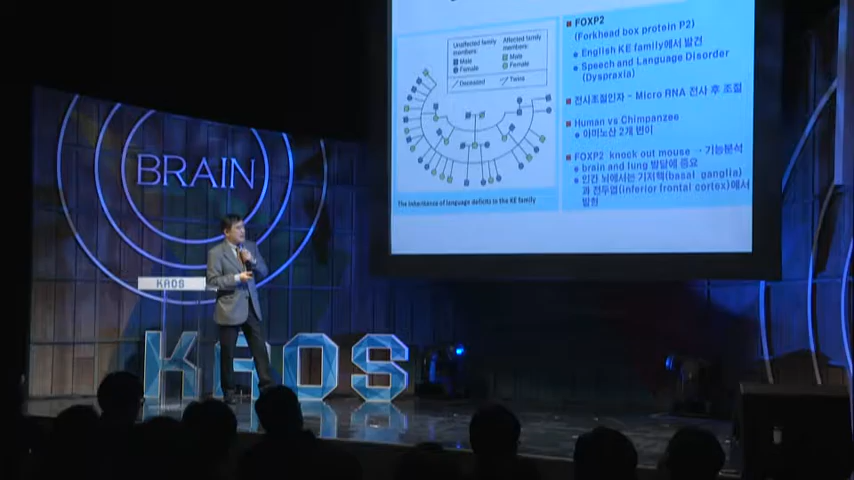 FOXP2
(Forkhead box protein P2)
English KE family에서 발견
Speech and Language Disorder
(Dyspraxia)
전사조절인자 – Micro RNA 전사 후 조절
Human vs Chimpanzee
아미노산 2개 변이
FOXP2 knock out mouse → 기능분석
brain and lung 발달에 중요
인간 뇌에서는 기저핵(basal ganglia)
과 전두엽(inferior frontal cortex)에서
발현
Unaffected family
members:
Male
Female
Affected family
members:
Male
Female
Deceased
Twins
The inheritance of language deficits in the KE family
BRAIN
KAOS
KAOS